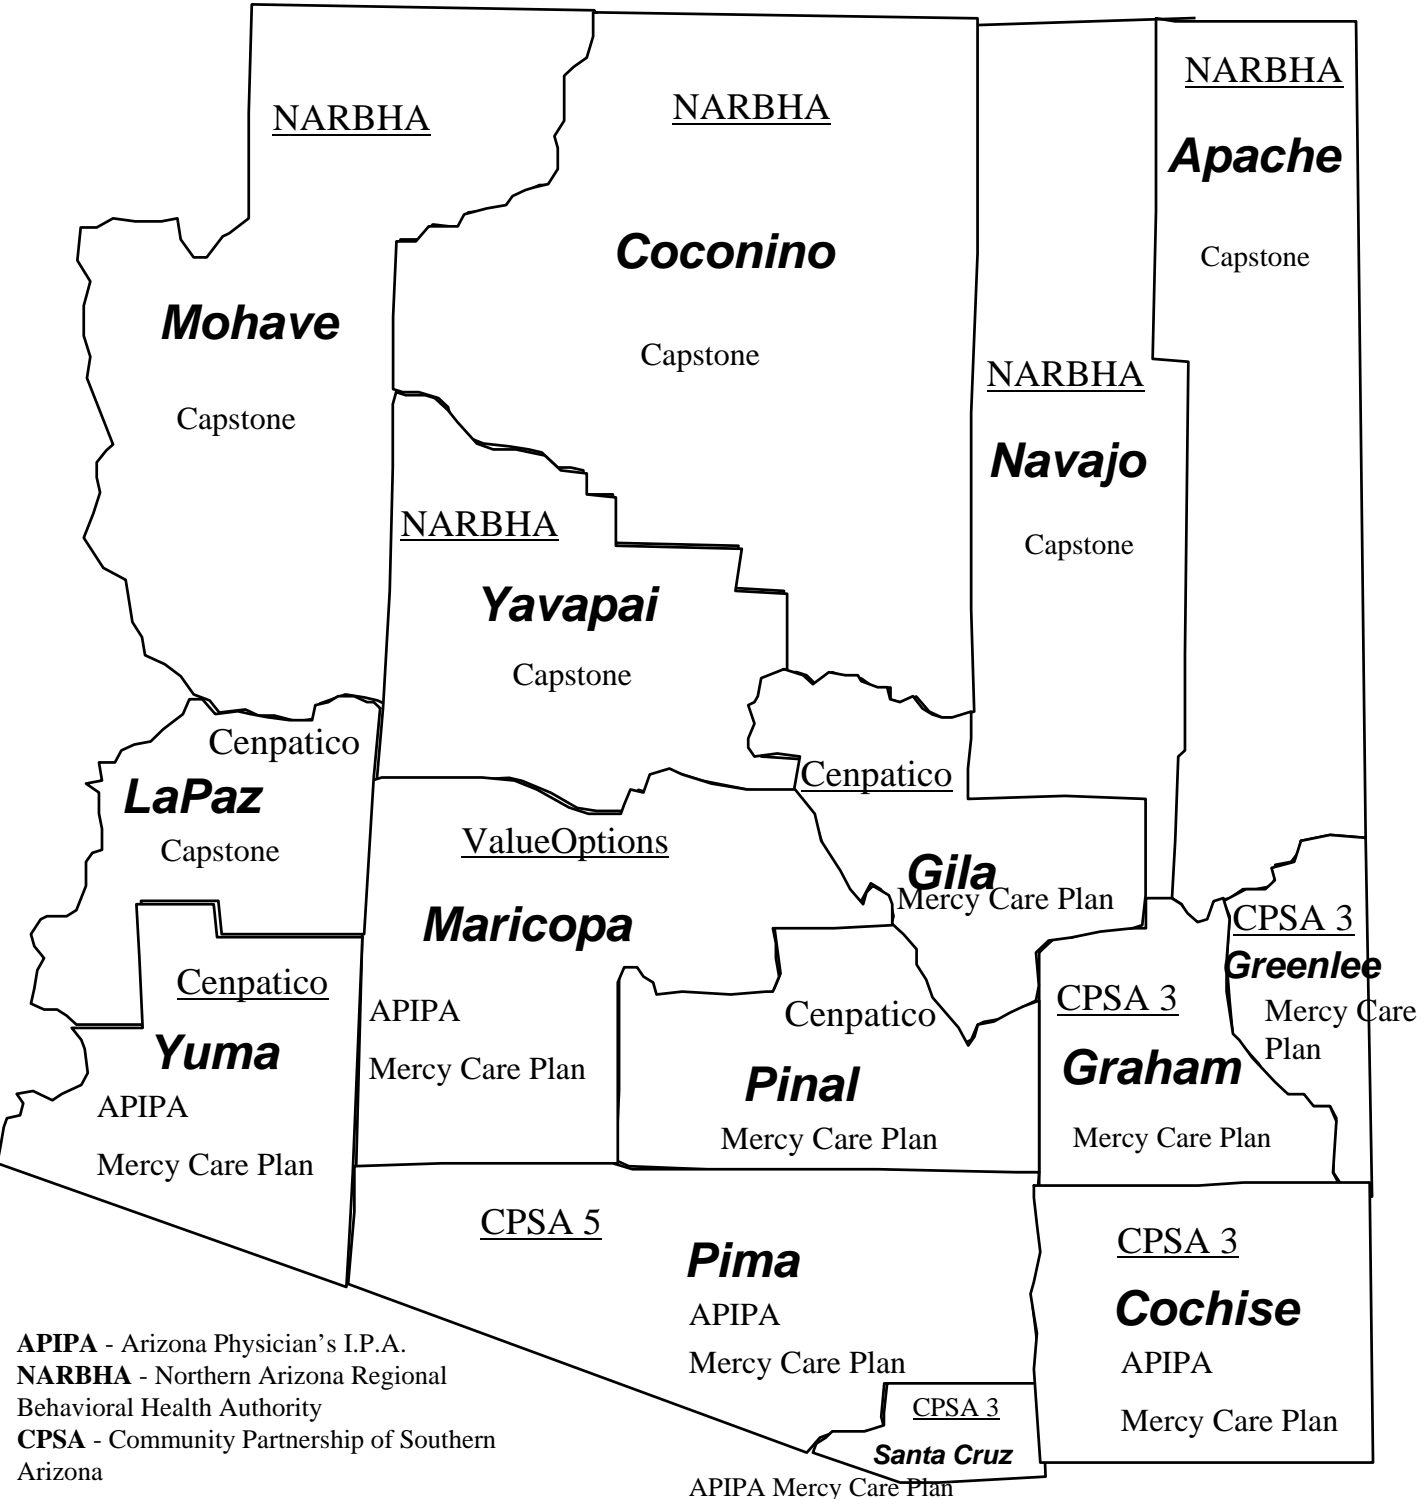 NARBHA
Mohave
Capstone
NARBHA
Coconino
Capstone
NARBHA
Navajo
Capstone
NARBHA
Apache
Capstone
NARBHA
Yavapai
Capstone
Cenpatico
LaPaz
Capstone
Cenpatico
Yuma
APIPA
Mercy Care Plan
ValueOptions
Maricopa
APIPA
Mercy Care Plan
Cenpatico
Gila
Mercy Care Plan
Cenpatico
Pinal
Mercy Care Plan
CPSA 3
Graham
Mercy Care Plan
CPSA 3
Greenlee
Mercy Care
Plan
CPSA 5
Pima
APIPA
Mercy Care Plan
CPSA 3
Cochise
APIPA
Mercy Care Plan
CPSA 3
Santa Cruz
APIPA Mercy Care Plan
APIPA - Arizona Physician’s I.P.A.
NARBHA - Northern Arizona Regional
Behavioral Health Authority
CPSA - Community Partnership of Southern
Arizona